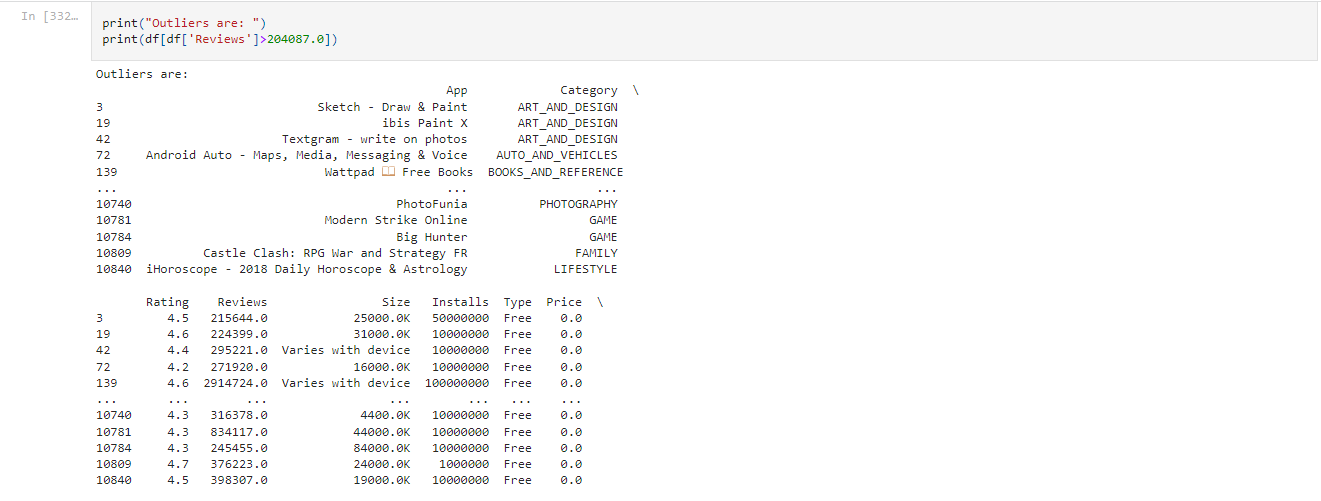 In [332…
print("Outliers are: ")
print(df[df['Reviews']>204087.0])
Outliers are:
App Category \
3 Sketch - Draw & Paint ART_AND_DESIGN
19 ibis Paint X ART_AND_DESIGN
42 Textgram - write on photos ART_AND_DESIGN
72 Android Auto - Maps, Media, Messaging & Voice AUTO_AND_VEHICLES
139 Wattpad 📖 Free Books BOOKS_AND_REFERENCE
... ... ...
10740 PhotoFunia PHOTOGRAPHY
10781 Modern Strike Online GAME
10784 Big Hunter GAME
10809 Castle Clash: RPG War and Strategy FR FAMILY
10840 iHoroscope - 2018 Daily Horoscope & Astrology LIFESTYLE
Rating Reviews Size Installs Type Price \
3 4.5 215644.0 25000.0K 50000000 Free 0.0
19 4.6 224399.0 31000.0K 10000000 Free 0.0
42 4.4 295221.0 Varies with device 10000000 Free 0.0
72 4.2 271920.0 16000.0K 10000000 Free 0.0
139 4.6 2914724.0 Varies with device 100000000 Free 0.0
... ... ... ... ... ... ...
10740 4.3 316378.0 4400.0K 10000000 Free 0.0
10781 4.3 834117.0 44000.0K 10000000 Free 0.0
10784 4.3 245455.0 84000.0K 10000000 Free 0.0
10809 4.7 376223.0 24000.0K 1000000 Free 0.0
10840 4.5 398307.0 19000.0K 10000000 Free 0.0